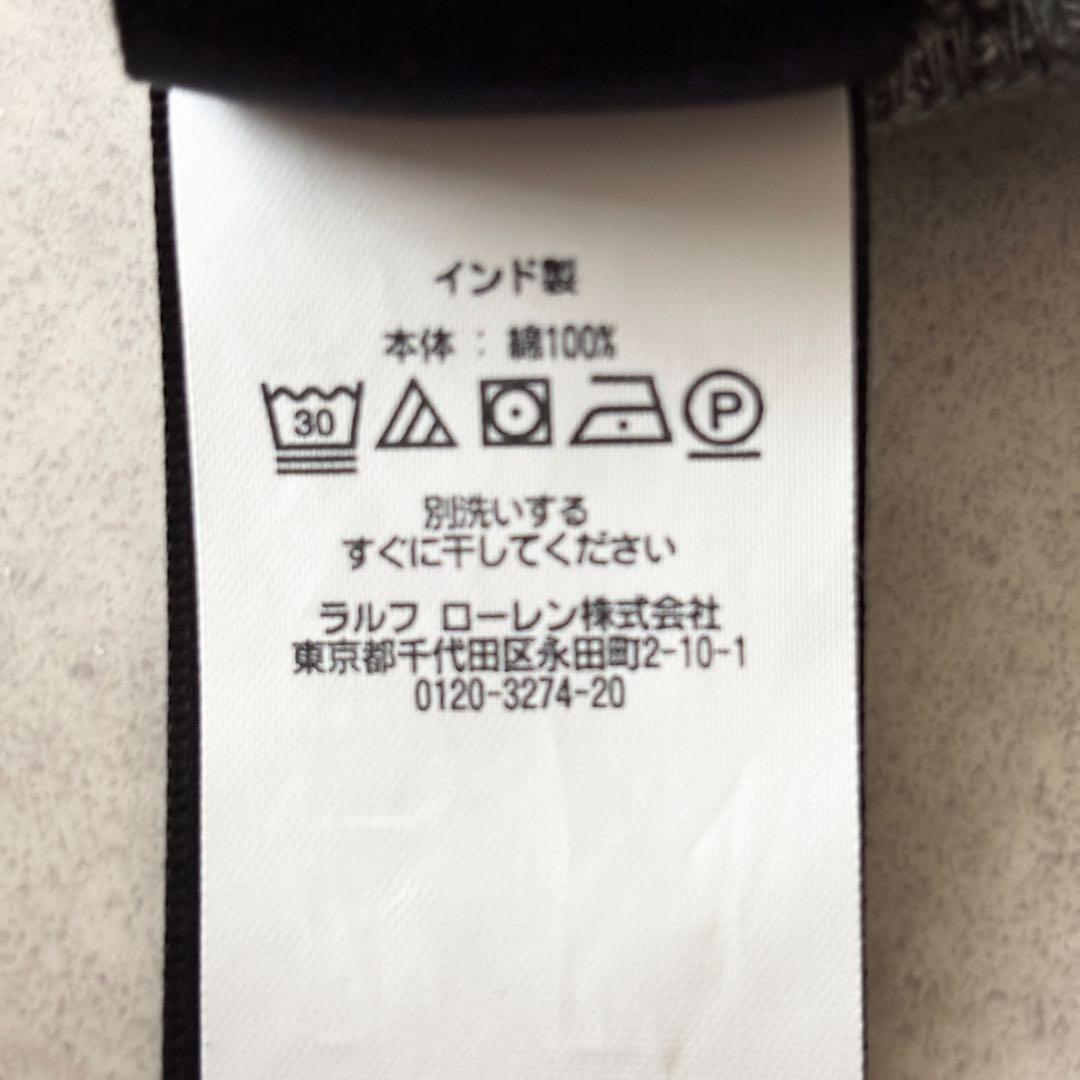 インド製
本体 : 綿100%
30
P
別洗いする
すぐに干してください
ラルフ ローレン株式会社
東京都千代田区永田町2-10-1
0120-3274-20